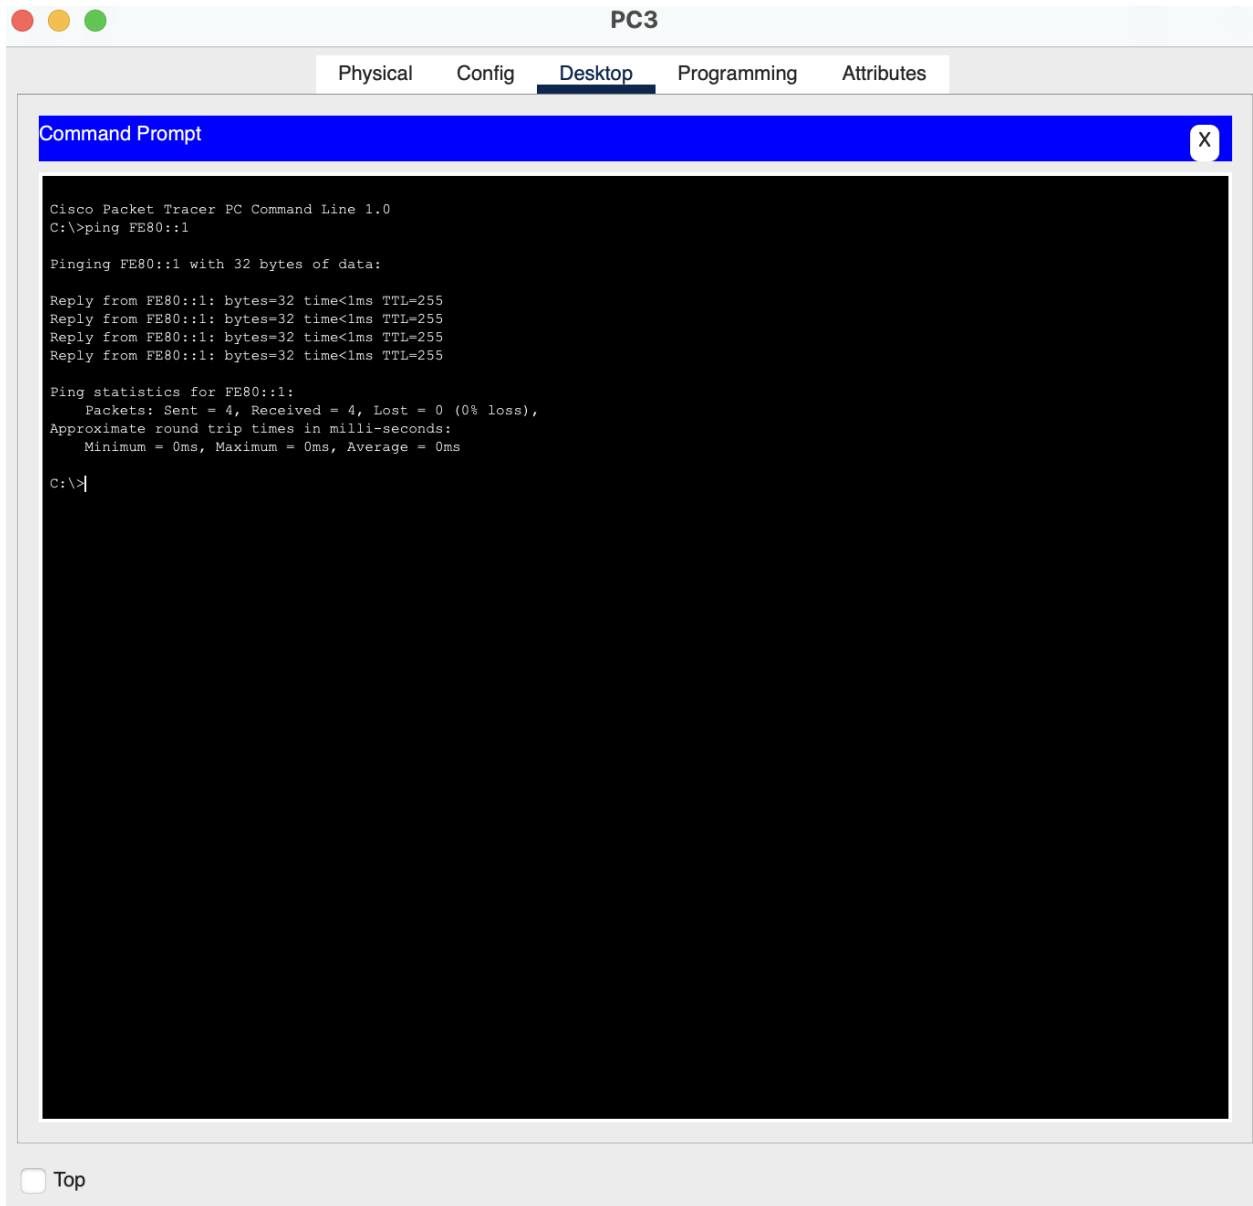 PC3
Physical Config Desktop Programming Attributes
Command Prompt
X
Cisco Packet Tracer PC Command Line 1.0
C:\>ping FE80::1
Pinging FE80::1 with 32 bytes of data:
Reply from FE80::1: bytes=32 time<1ms TTL=255
Reply from FE80::1: bytes=32 time<1ms TTL=255
Reply from FE80::1: bytes=32 time<1ms TTL=255
Reply from FE80::1: bytes=32 time<1ms TTL=255
Ping statistics for FE80::1:
Packets: Sent = 4, Received = 4, Lost = 0 (0% loss),
Approximate round trip times in milli-seconds:
Minimum = 0ms, Maximum = 0ms, Average = 0ms
C:\>
Top